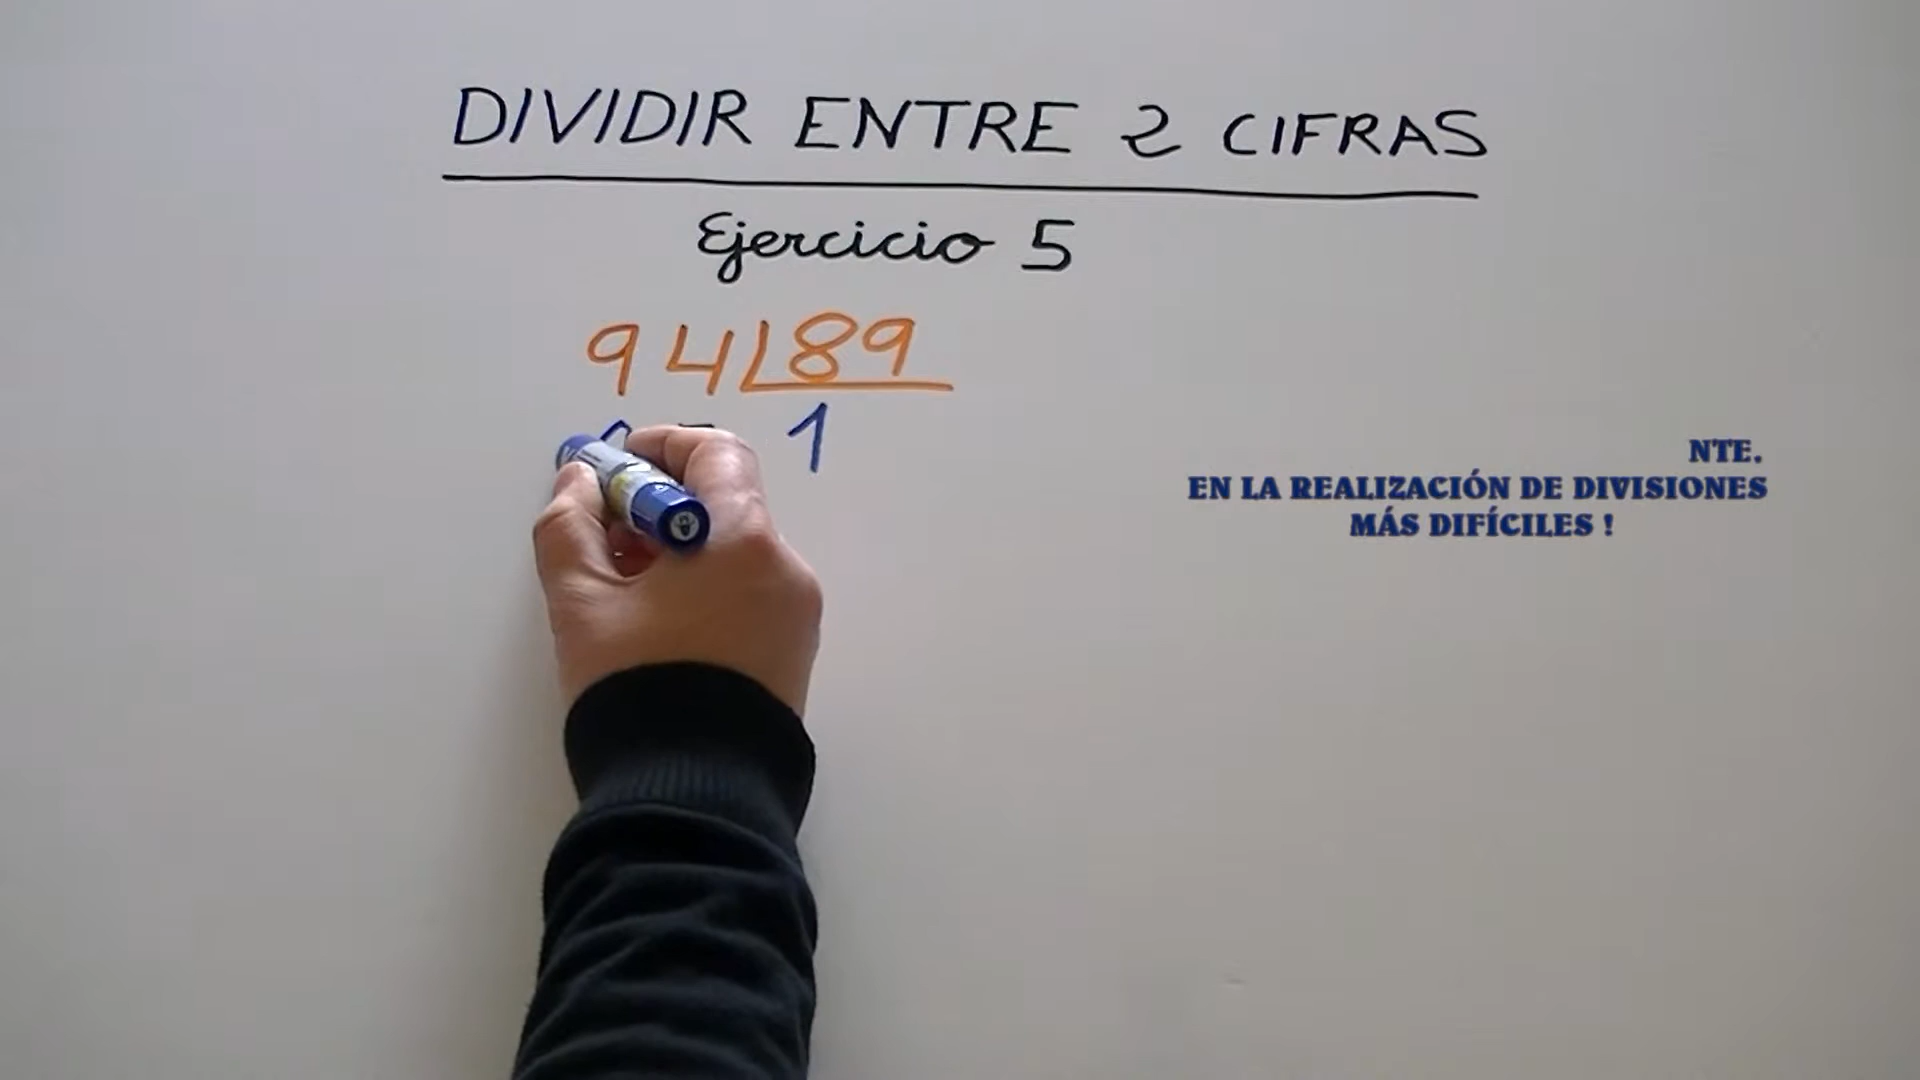 DIVIDIR ENTRE 2 CIFRAS
Ejercicio 5
94 89
1
NTE.
EN LA REALIZACIÓN DE DIVISIONES
MÁS DIFÍCILES !